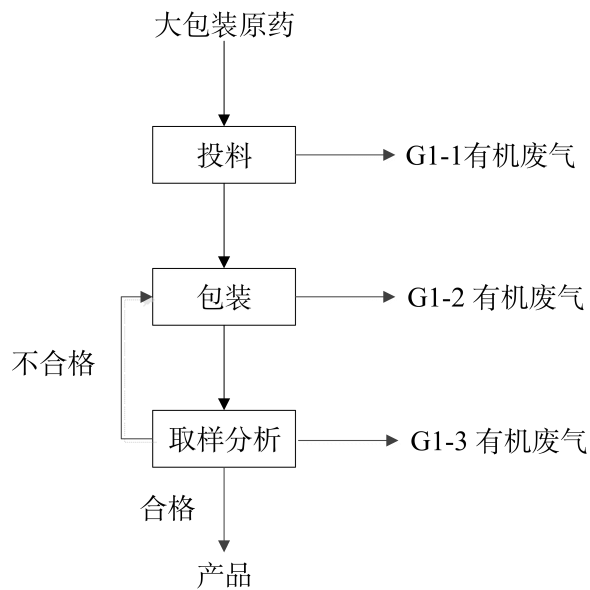 大包装原药
投料
G1-1有机废气
包装
G1-2 有机废气
不合格
取样分析
G1-3 有机废气
合格
产品